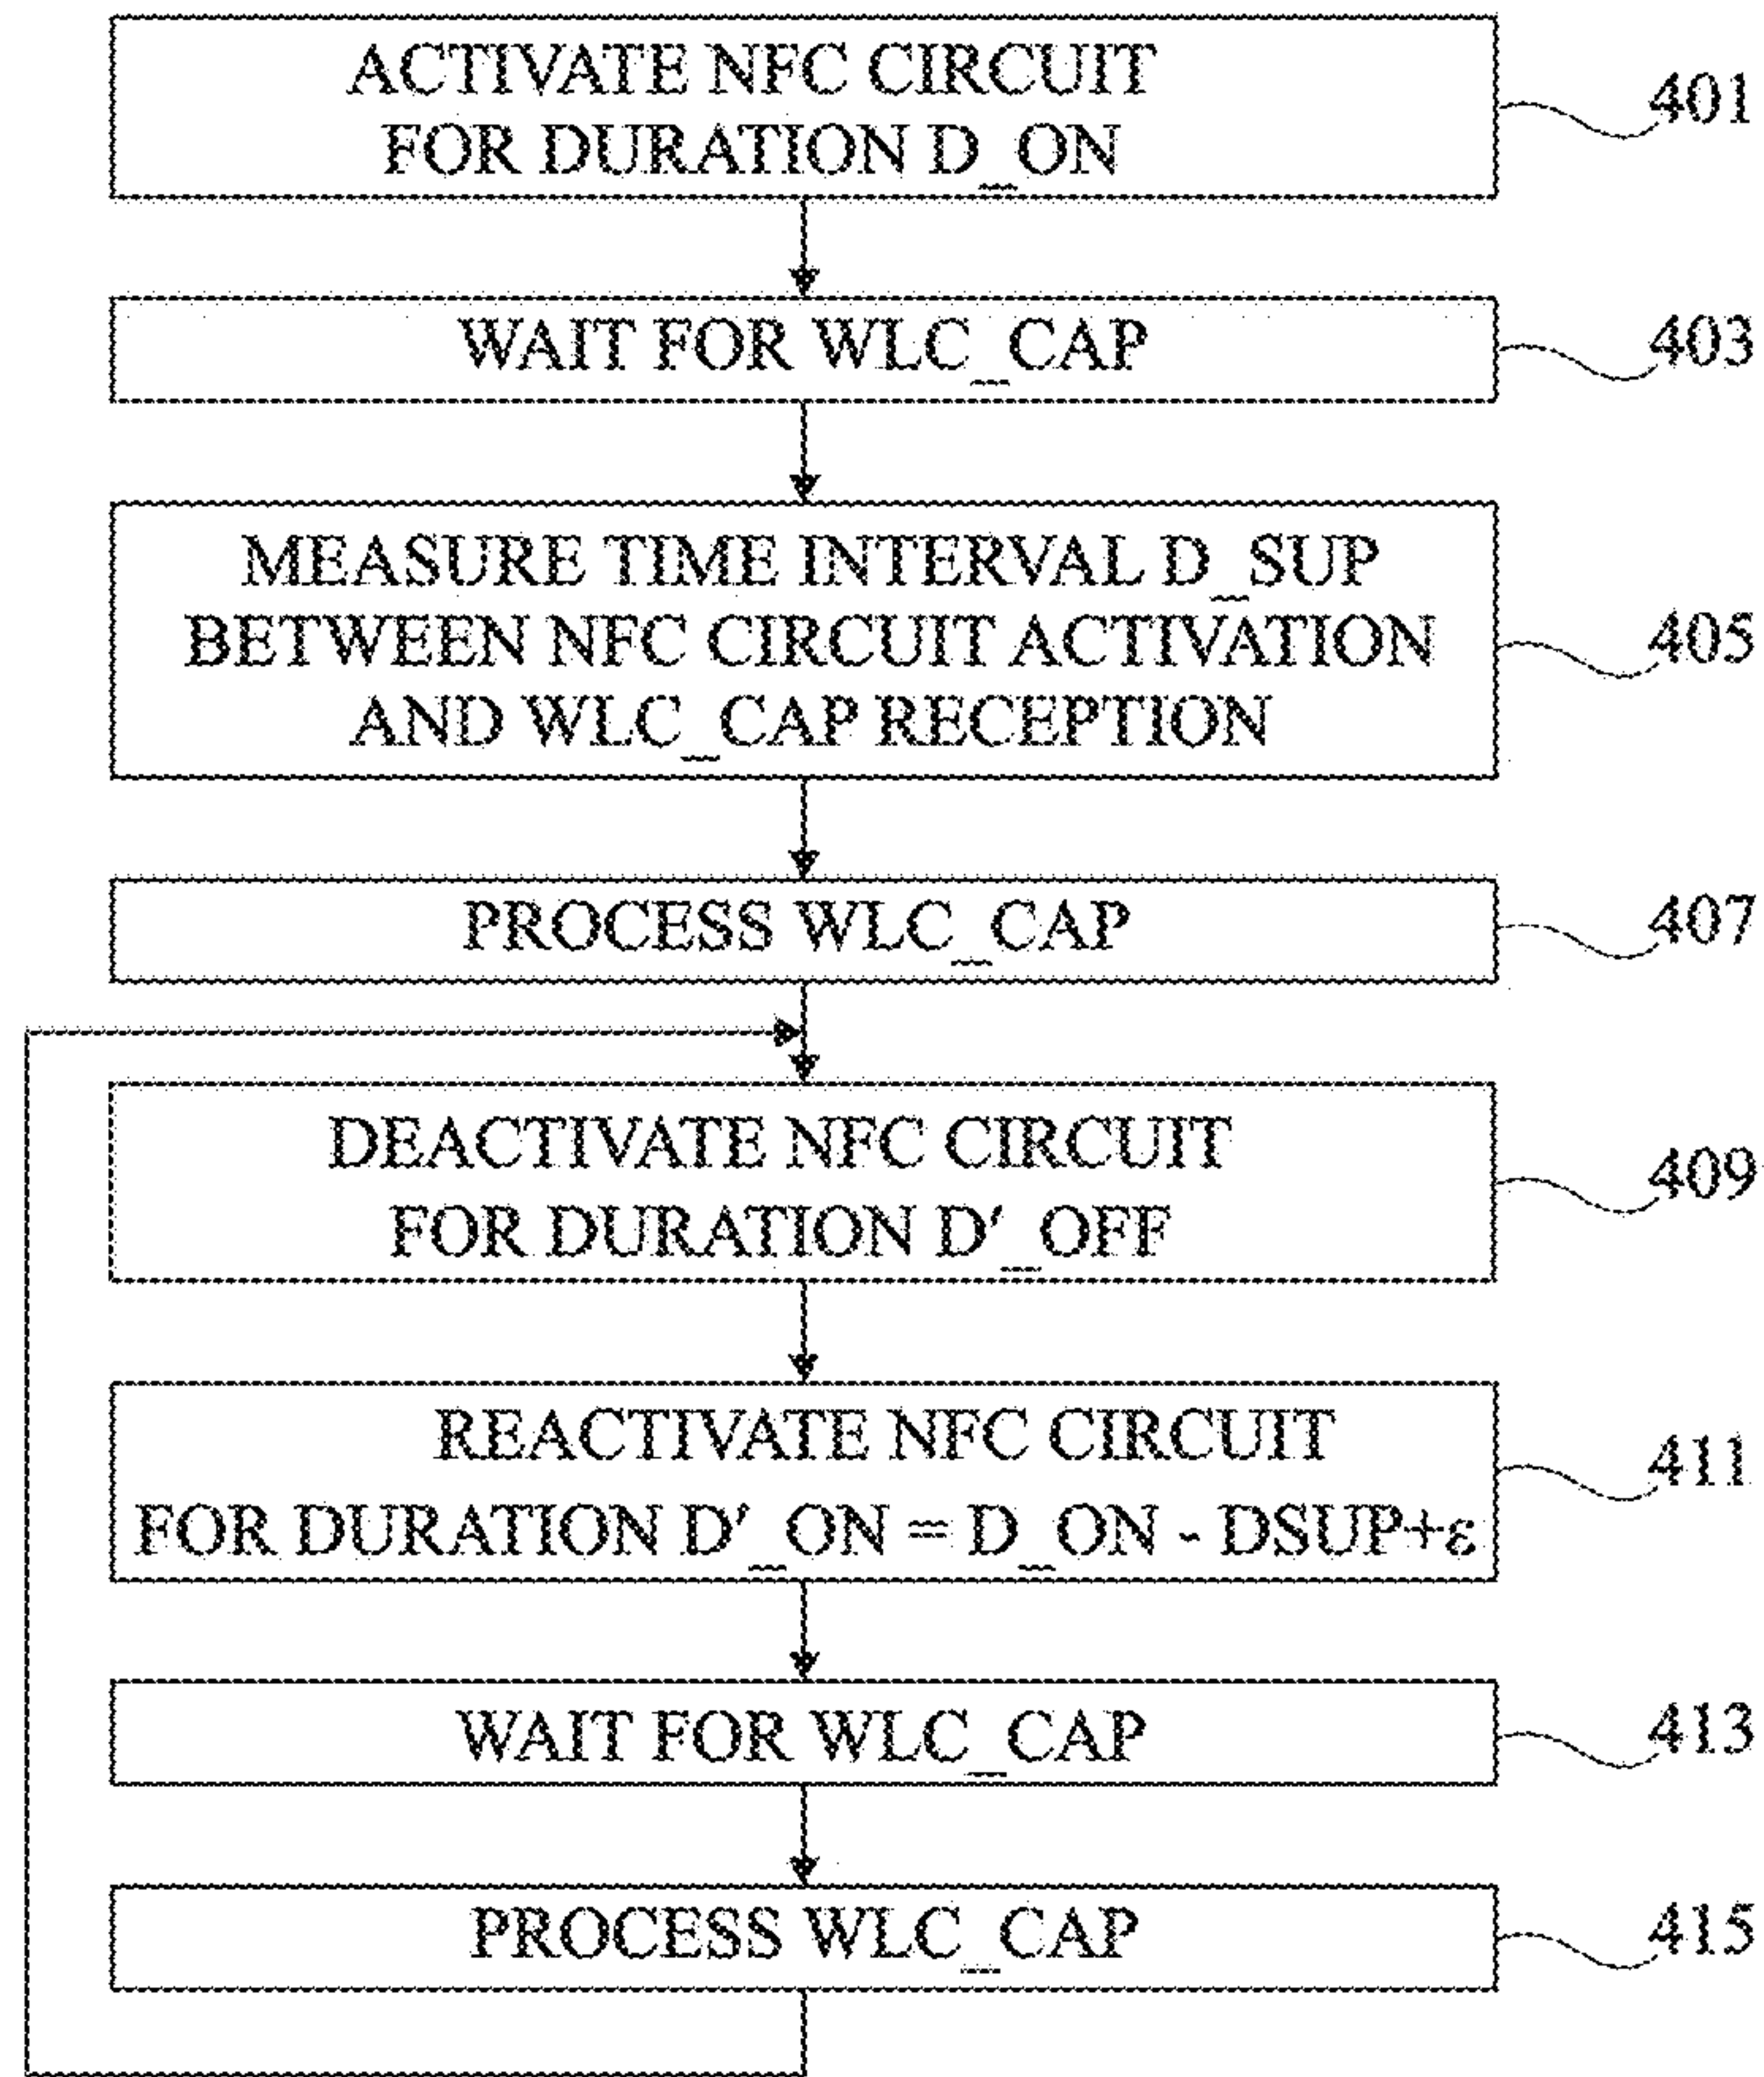 ACTIVATE NFC CIRCUIT
FOR DURATION D_ON
401
WAIT FOR WLC_CAP
403
MEASURE TIME INTERVAL D_SUP
BETWEEN NFC CIRCUIT ACTIVATION
AND WLC_CAP RECEPTION
405
PROCESS WLC_CAP
407
DEACTIVATE NFC CIRCUIT
FOR DURATION D'_OFF
409
REACTIVATE NFC CIRCUIT
FOR DURATION D'_ON = D_ON - DSUP+ε
411
WAIT FOR WLC_CAP
413
PROCESS WLC_CAP
415